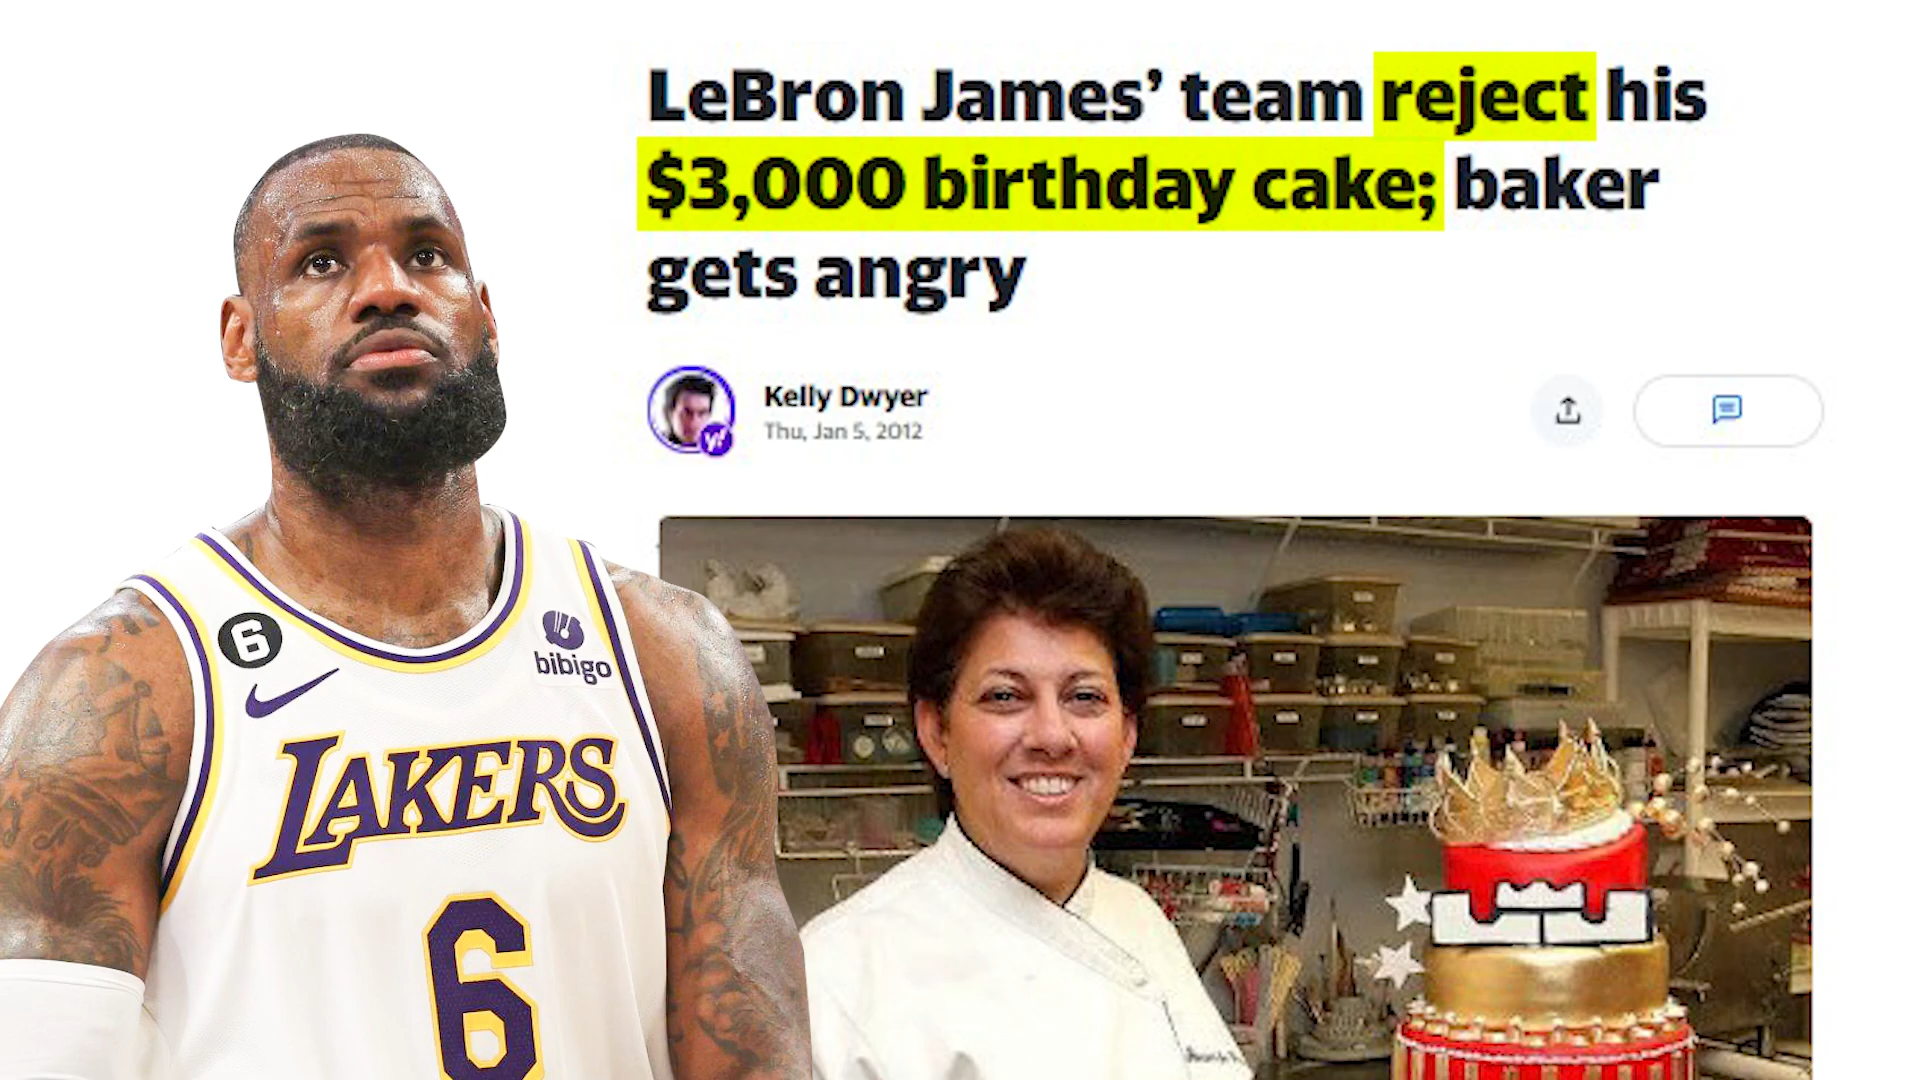 LeBron James’ team reject his
$3,000 birthday cake; baker
gets angry
Kelly Dwyer
Thu, Jan 5, 2012
y!
6
bibigo
LAKERS
6